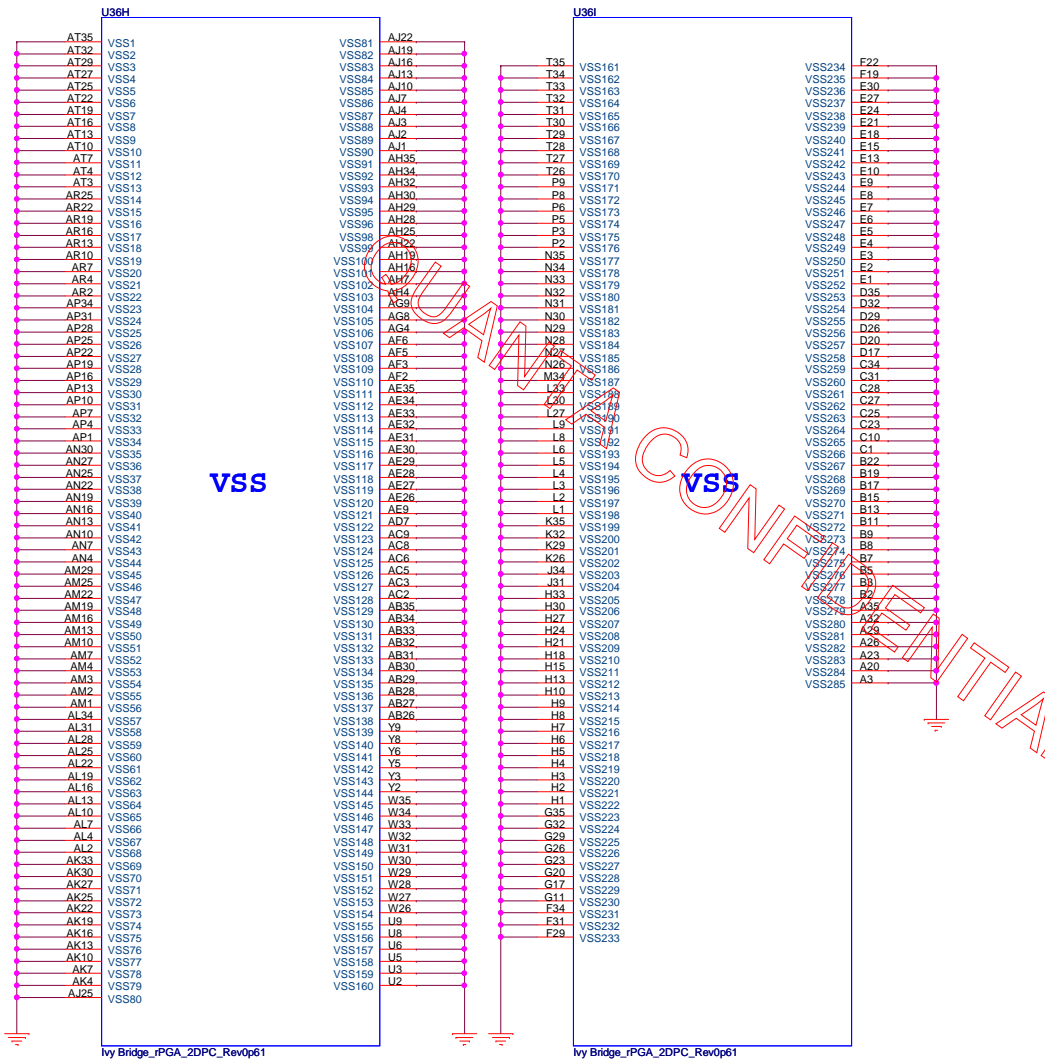 U36H
AT35 VSS1 VSS81 AJ22
AT32 VSS2 VSS82 AJ19
AT29 VSS3 VSS83 AJ16
AT27 VSS4 VSS84 AJ13
AT25 VSS5 VSS85 AJ10
AT22 VSS6 VSS86 AJ7
AT19 VSS7 VSS87 AJ4
AT16 VSS8 VSS88 AJ3
AT13 VSS9 VSS89 AJ2
AT10 VSS10 VSS90 AJ1
AT7 VSS11 VSS91 AH35
AT4 VSS12 VSS92 AH34
AT3 VSS13 VSS93 AH32
AR25 VSS14 VSS94 AH30
AR22 VSS15 VSS95 AH29
AR19 VSS16 VSS96 AH28
AR16 VSS17 VSS98 AH25
AR13 VSS18 VSS99 AH22
AR10 VSS19 VSS100 AH19
AR7 VSS20 VSS101 AH16
AR4 VSS21 VSS102 AH7
AR2 VSS22 VSS103 AH4
AP34 VSS23 VSS104 AG9
AP31 VSS24 VSS105 AG8
AP28 VSS25 VSS106 AG4
AP25 VSS26 VSS107 AF6
AP22 VSS27 VSS108 AF5
AP19 VSS28 VSS109 AF3
AP16 VSS29 VSS110 AF2
AP13 VSS30 VSS111 AE35
AP10 VSS31 VSS112 AE34
AP7 VSS32 VSS113 AE33
AP4 VSS33 VSS114 AE32
AP1 VSS34 VSS115 AE31
AN30 VSS35 VSS116 AE30
AN27 VSS36 VSS117 AE29
AN25 VSS37 VSS118 AE28
AN22 VSS38 VSS119 AE27
AN19 VSS39 VSS120 AE26
AN16 VSS40 VSS121 AE9
AN13 VSS41 VSS122 AD7
AN10 VSS42 VSS123 AC9
AN7 VSS43 VSS124 AC8
AN4 VSS44 VSS125 AC6
AM29 VSS45 VSS126 AC5
AM25 VSS46 VSS127 AC3
AM22 VSS47 VSS128 AC2
AM19 VSS48 VSS129 AB35
AM16 VSS49 VSS130 AB34
AM13 VSS50 VSS131 AB33
AM10 VSS51 VSS132 AB32
AM7 VSS52 VSS133 AB31
AM4 VSS53 VSS134 AB30
AM3 VSS54 VSS135 AB29
AM2 VSS55 VSS136 AB28
AM1 VSS56 VSS137 AB27
AL34 VSS57 VSS138 AB26
AL31 VSS58 VSS139 Y9
AL28 VSS59 VSS140 Y8
AL25 VSS60 VSS141 Y6
AL22 VSS61 VSS142 Y5
AL19 VSS62 VSS143 Y3
AL16 VSS63 VSS144 Y2
AL13 VSS64 VSS145 W35
AL10 VSS65 VSS146 W34
AL7 VSS66 VSS147 W33
AL4 VSS67 VSS148 W32
AL2 VSS68 VSS149 W31
AK33 VSS69 VSS150 W30
AK30 VSS70 VSS151 W29
AK27 VSS71 VSS152 W28
AK25 VSS72 VSS153 W27
AK22 VSS73 VSS154 W26
AK19 VSS74 VSS155 U9
AK16 VSS75 VSS156 U8
AK13 VSS76 VSS157 U6
AK10 VSS77 VSS158 U5
AK7 VSS78 VSS159 U3
AK4 VSS79 VSS160 U2
AJ25 VSS80
VSS
Ivy Bridge_rPGA_2DPC_Rev0p61
U36I
T35 VSS161 VSS234 F22
T34 VSS162 VSS235 F19
T33 VSS163 VSS236 E30
T32 VSS164 VSS237 E27
T31 VSS165 VSS238 E24
T30 VSS166 VSS239 E21
T29 VSS167 VSS240 E18
T28 VSS168 VSS241 E15
T27 VSS169 VSS242 E13
T26 VSS170 VSS243 E10
P9 VSS171 VSS244 E9
P8 VSS172 VSS245 E8
P6 VSS173 VSS246 E7
P5 VSS174 VSS247 E6
P3 VSS175 VSS248 E5
P2 VSS176 VSS249 E4
N35 VSS177 VSS250 E3
N34 VSS178 VSS251 E2
N33 VSS179 VSS252 E1
N32 VSS180 VSS253 D35
N31 VSS181 VSS254 D32
N30 VSS182 VSS255 D29
N29 VSS183 VSS256 D26
N28 VSS184 VSS257 D20
N27 VSS185 VSS258 D17
N26 VSS186 VSS259 C34
M34 VSS187 VSS260 C31
L33 VSS188 VSS261 C28
L30 VSS189 VSS262 C27
L27 VSS190 VSS263 C25
L9 VSS191 VSS264 C23
L8 VSS192 VSS265 C10
L6 VSS193 VSS266 C1
L5 VSS194 VSS267 B22
L4 VSS195 VSS268 B19
L3 VSS196 VSS269 B17
L2 VSS197 VSS270 B15
L1 VSS198 VSS271 B13
K35 VSS199 VSS272 B11
K32 VSS200 VSS273 B9
K29 VSS201 VSS274 B8
K26 VSS202 VSS275 B7
J34 VSS203 VSS276 B5
J31 VSS204 VSS277 B3
H33 VSS205 VSS278 B2
H30 VSS206 VSS279 A35
H27 VSS207 VSS280 A32
H24 VSS208 VSS281 A29
H21 VSS209 VSS282 A26
H18 VSS210 VSS283 A23
H15 VSS211 VSS284 A20
H13 VSS212 VSS285 A3
H10 VSS213
H9 VSS214
H8 VSS215
H7 VSS216
H6 VSS217
H5 VSS218
H4 VSS219
H3 VSS220
H2 VSS221
H1 VSS222
G35 VSS223
G32 VSS224
G29 VSS225
G26 VSS226
G23 VSS227
G20 VSS228
G17 VSS229
G11 VSS230
F34 VSS231
F31 VSS232
F29 VSS233
VSS
Ivy Bridge_rPGA_2DPC_Rev0p61
QUANTA CONFIDENTIAL